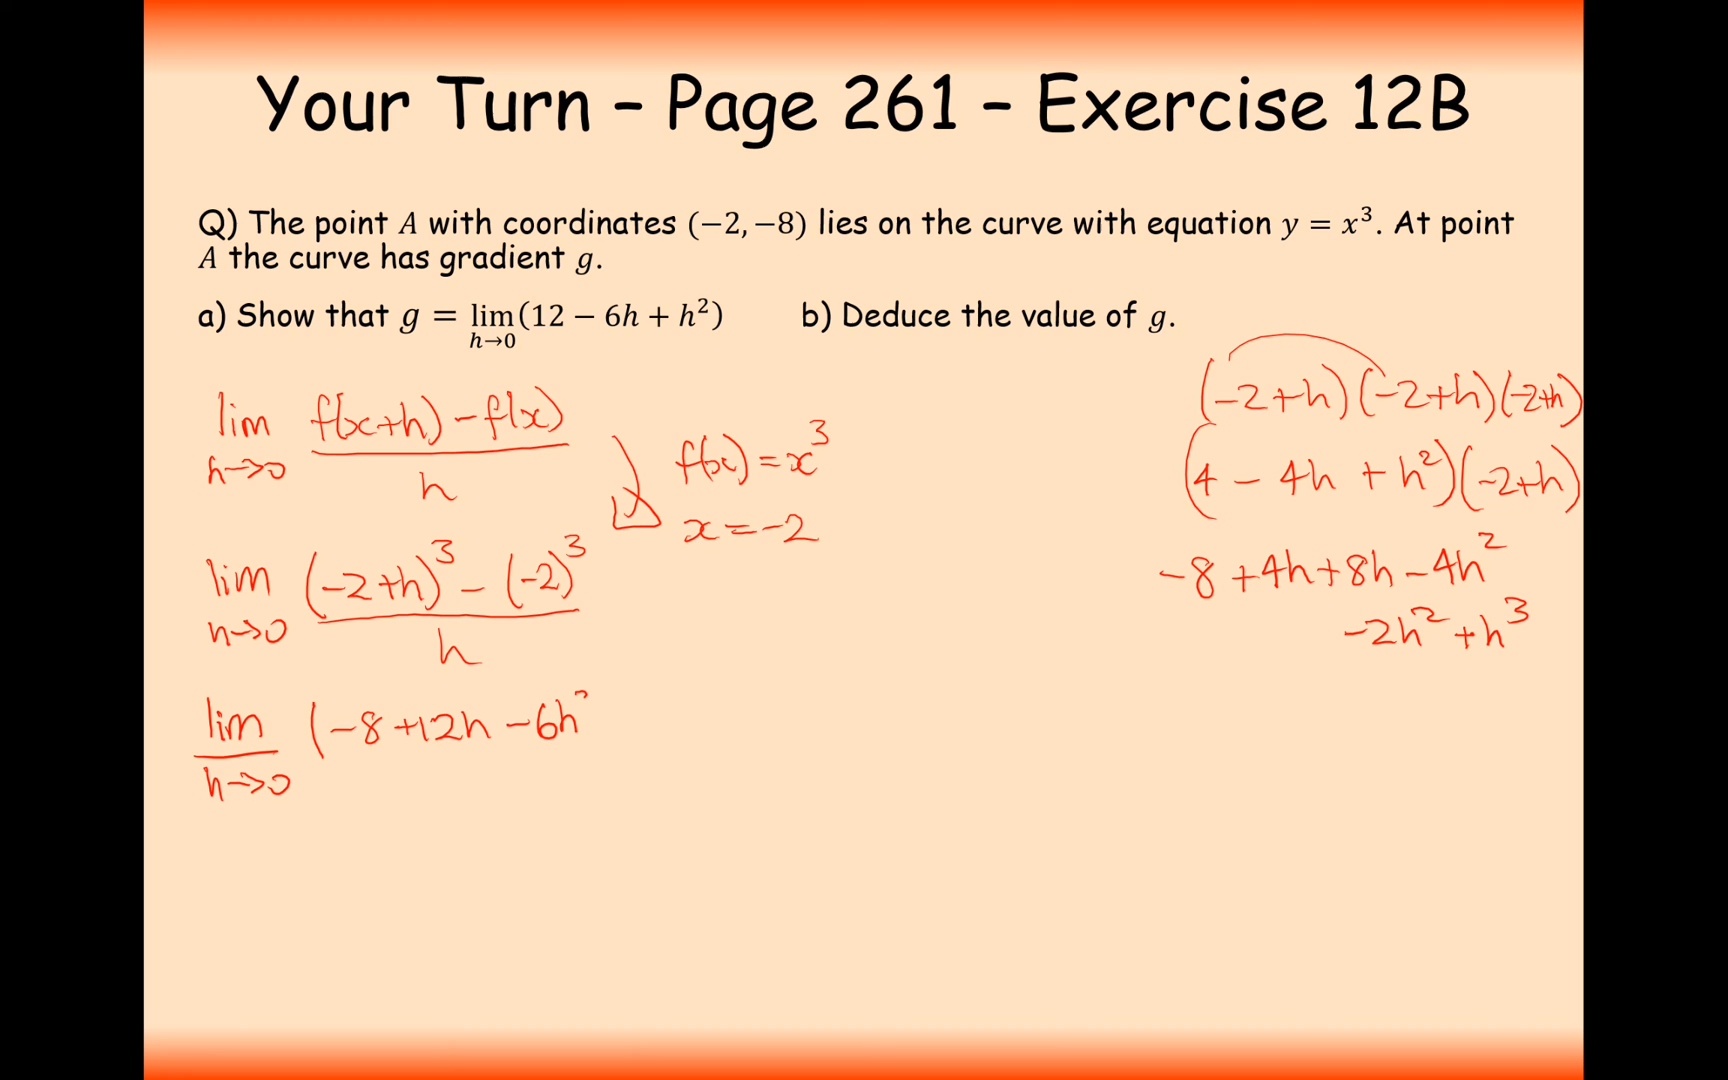 Your Turn – Page 261 – Exercise 12B
Q) The point A with coordinates (−2, −8) lies on the curve with equation y = x³. At point
A the curve has gradient g.
a) Show that g = lim(12 − 6h + h²)
h→0
b) Deduce the value of g.
lim f(x+h) - f(x)
h→0 h
f(x) = x³
x = -2
lim (-2+h)³ - (-2)³
h→0 h
lim (-8 +12h -6h²
h→0
(-2+h)(-2+h)(-2+h)
(4 - 4h + h²)(-2+h)
-8 +4h+8h -4h²
-2h² +h³